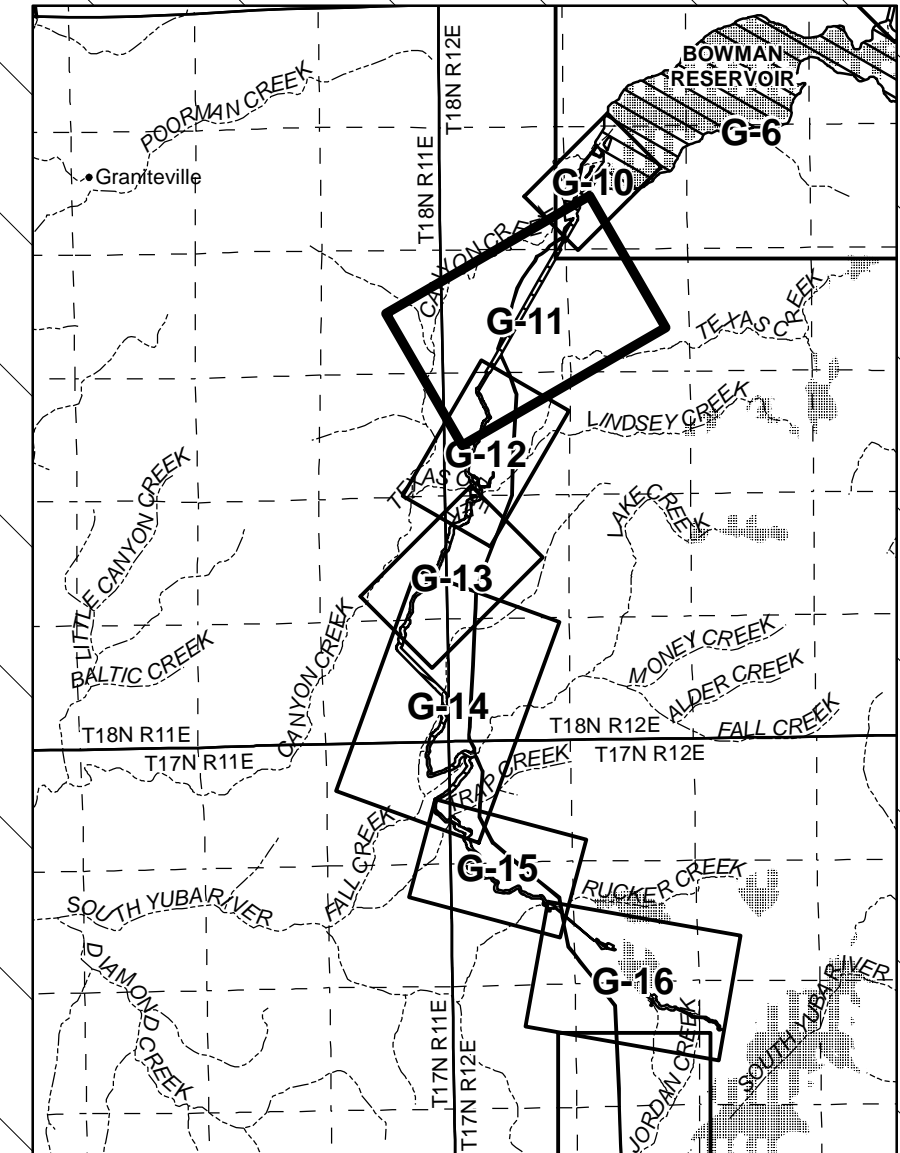 T18N R12E
BOWMAN
RESERVOIR
POORMAN CREEK
G-6
T18N R11E
Graniteville
G-10
CANYON CREEK
G-11
TEXAS CREEK
LINDSEY CREEK
G-12
TEXAS CREEK
LAKE CREEK
LITTLE CANYON CREEK
G-13
BALTIC CREEK
CANYON CREEK
MONEY CREEK
ALDER CREEK
G-14
FALL CREEK
T18N R11E
T18N R12E
T17N R11E
T17N R12E
TRAP CREEK
FALL CREEK
G-15
RUCKER CREEK
SOUTH YUBA RIVER
DIAMOND CREEK
G-16
SOUTH YUBA RIVER
T17N R11E
T17N R12E
JORDAN CREEK